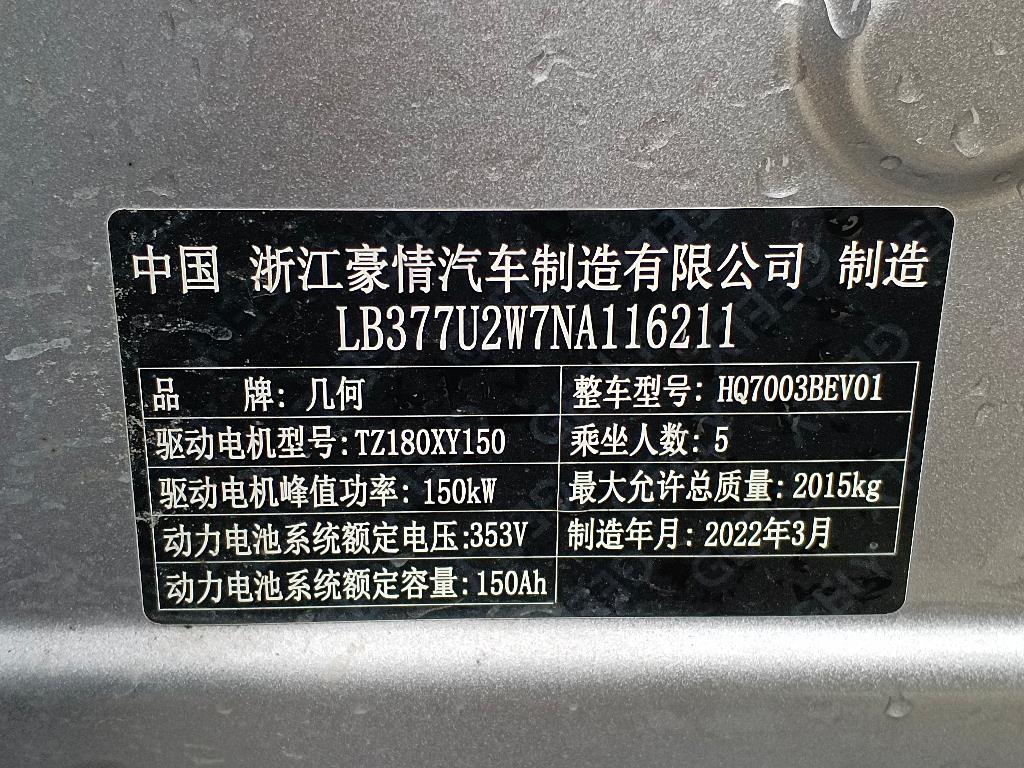 中国 浙江豪情汽车制造有限公司 制造
LB377U2W7NA116211
品 牌: 几何 整车型号: HQ7003BEV01
驱动电机型号:TZ180XY150 乘坐人数: 5
驱动电机峰值功率: 150kW 最大允许总质量: 2015kg
动力电池系统额定电压:353V 制造年月: 2022年3月
动力电池系统额定容量: 150Ah